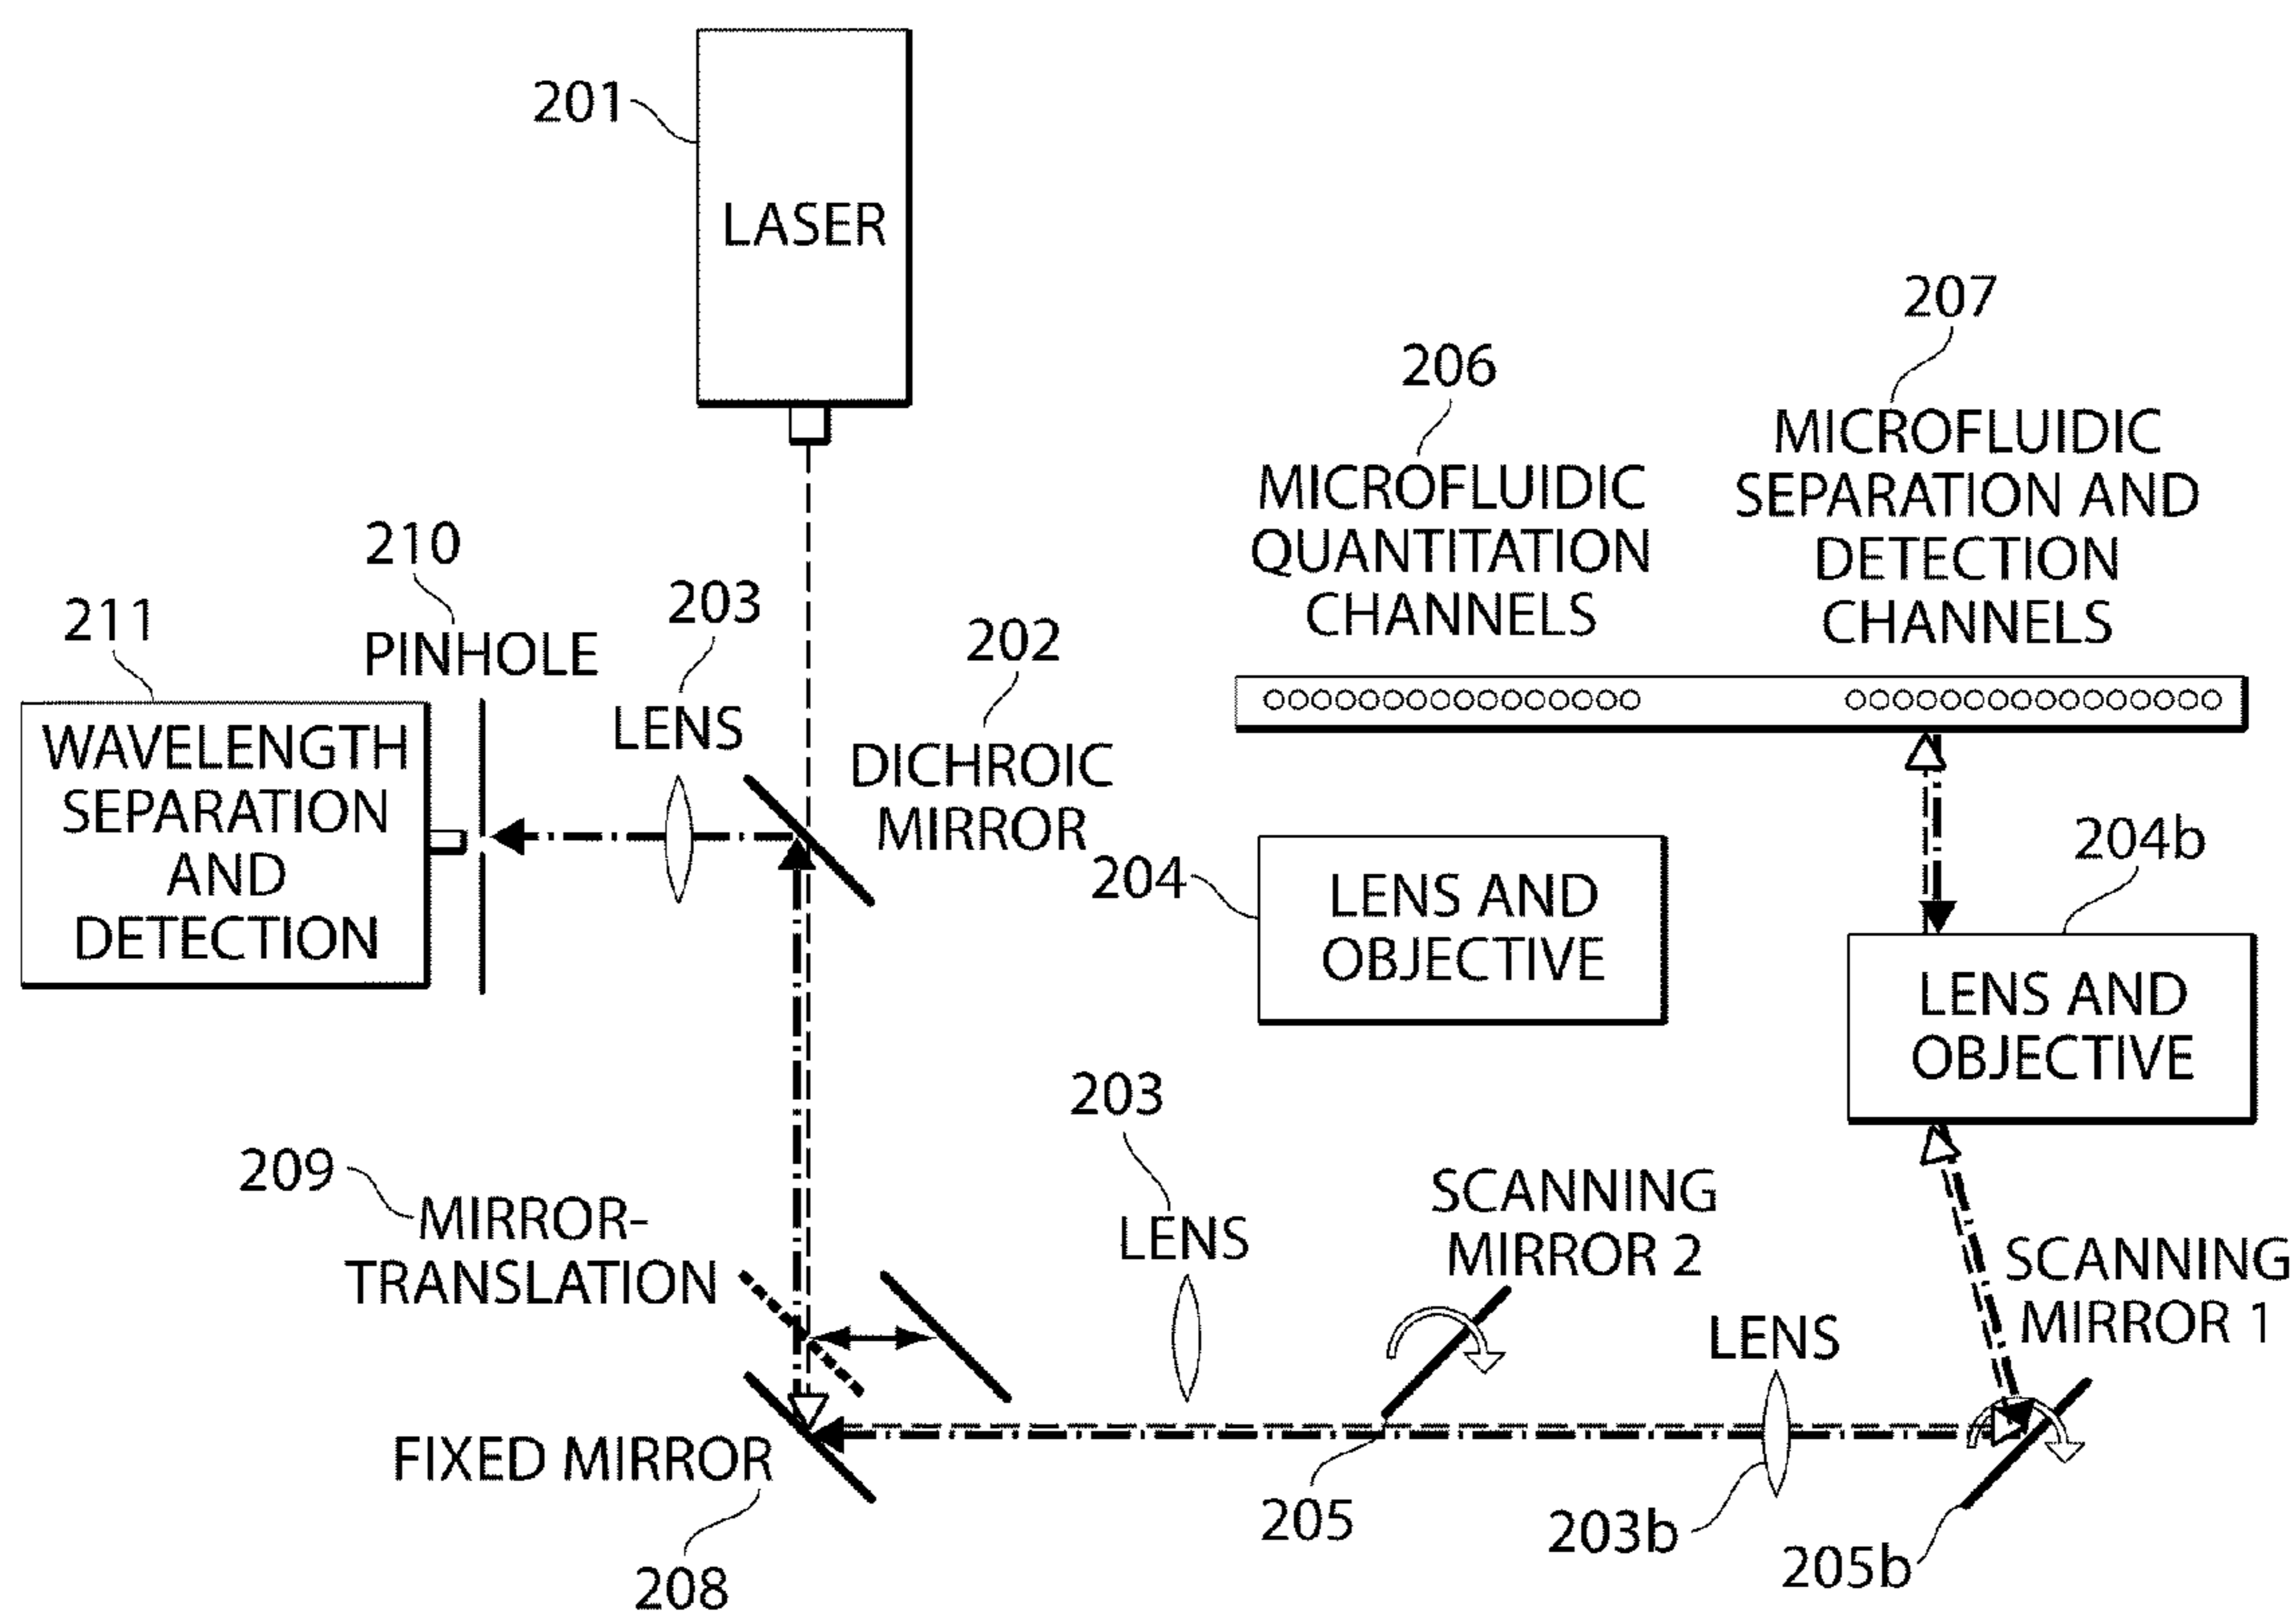 201
LASER
207
206
MICROFLUIDIC
SEPARATION AND
DETECTION
CHANNELS
MICROFLUIDIC
QUANTITATION
CHANNELS
210
PINHOLE
203
LENS
211
WAVELENGTH
SEPARATION
AND
DETECTION
202
DICHROIC
MIRROR
204
LENS AND
OBJECTIVE
204b
LENS AND
OBJECTIVE
209
MIRROR-
TRANSLATION
203
LENS
SCANNING
MIRROR 2
LENS
SCANNING
MIRROR 1
FIXED MIRROR
208
205
203b
205b